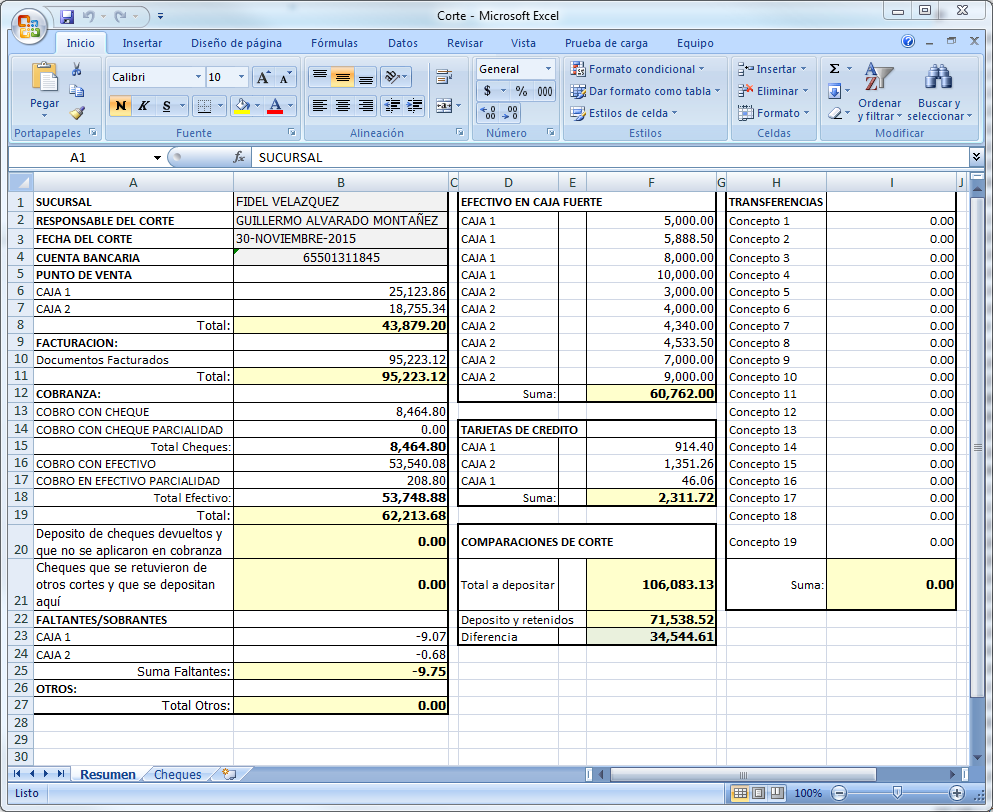 Corte - Microsoft Excel
Inicio Insertar Diseño de página Fórmulas Datos Revisar Vista Prueba de carga Equipo
Pegar
Portapapeles
Calibri 10 A A
N K S A
Fuente
Alineación
General
$ % 000
Número
Formato condicional
Dar formato como tabla
Estilos de celda
Estilos
Insertar
Eliminar
Formato
Celdas
Σ
Ordenar y filtrar
Buscar y seleccionar
Modificar
A1 fx SUCURSAL
A B C D E F G H I J
1 SUCURSAL FIDEL VELAZQUEZ EFECTIVO EN CAJA FUERTE TRANSFERENCIAS
2 RESPONSABLE DEL CORTE GUILLERMO ALVARADO MONTAÑEZ CAJA 1 5,000.00 Concepto 1 0.00
3 FECHA DEL CORTE 30-NOVIEMBRE-2015 CAJA 1 5,888.50 Concepto 2 0.00
4 CUENTA BANCARIA 65501311845 CAJA 1 8,000.00 Concepto 3 0.00
5 PUNTO DE VENTA CAJA 1 10,000.00 Concepto 4 0.00
6 CAJA 1 25,123.86 CAJA 2 3,000.00 Concepto 5 0.00
7 CAJA 2 18,755.34 CAJA 2 4,000.00 Concepto 6 0.00
8 Total: 43,879.20 CAJA 2 4,340.00 Concepto 7 0.00
9 FACTURACION: CAJA 2 4,533.50 Concepto 8 0.00
10 Documentos Facturados 95,223.12 CAJA 2 7,000.00 Concepto 9 0.00
11 Total: 95,223.12 CAJA 2 9,000.00 Concepto 10 0.00
12 COBRANZA: Suma: 60,762.00 Concepto 11 0.00
13 COBRO CON CHEQUE 8,464.80 Concepto 12 0.00
14 COBRO CON CHEQUE PARCIALIDAD 0.00 TARJETAS DE CREDITO Concepto 13 0.00
15 Total Cheques: 8,464.80 CAJA 1 914.40 Concepto 14 0.00
16 COBRO CON EFECTIVO 53,540.08 CAJA 2 1,351.26 Concepto 15 0.00
17 COBRO EN EFECTIVO PARCIALIDAD 208.80 CAJA 1 46.06 Concepto 16 0.00
18 Total Efectivo: 53,748.88 Suma: 2,311.72 Concepto 17 0.00
19 Total: 62,213.68 Concepto 18 0.00
20 Deposito de cheques devueltos y que no se aplicaron en cobranza 0.00 COMPARACIONES DE CORTE Concepto 19 0.00
21 Cheques que se retuvieron de otros cortes y que se depositan aquí 0.00 Total a depositar 106,083.13 Suma: 0.00
22 FALTANTES/SOBRANTES Deposito y retenidos 71,538.52
23 CAJA 1 -9.07 Diferencia 34,544.61
24 CAJA 2 -0.68
25 Suma Faltantes: -9.75
26 OTROS:
27 Total Otros: 0.00
28
29
30
Resumen Cheques
Listo 100%